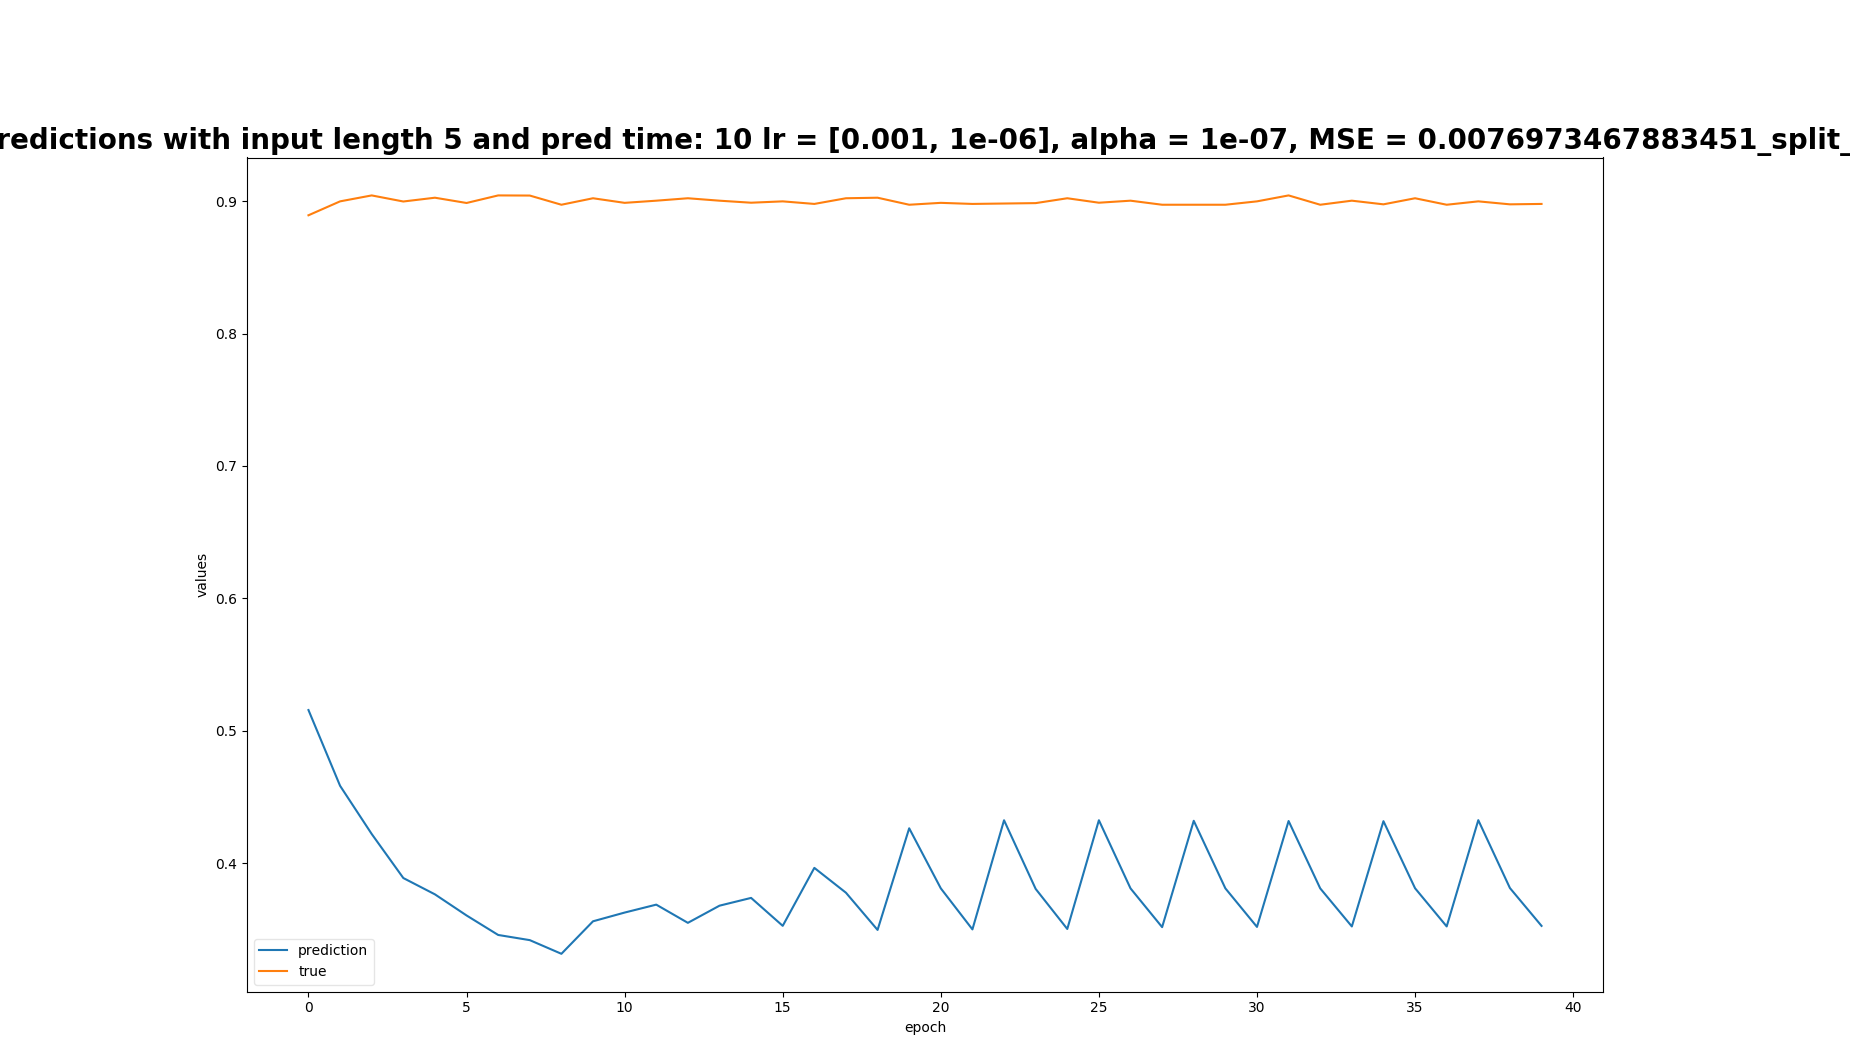 redictions with input length 5 and pred time: 10 lr = [0.001, 1e-06], alpha = 1e-07, MSE = 0.0076973467883451_split_
0.9
0.8
0.7
0.6
0.5
0.4
values
prediction
true
0 5 10 15 20 25 30 35 40
epoch